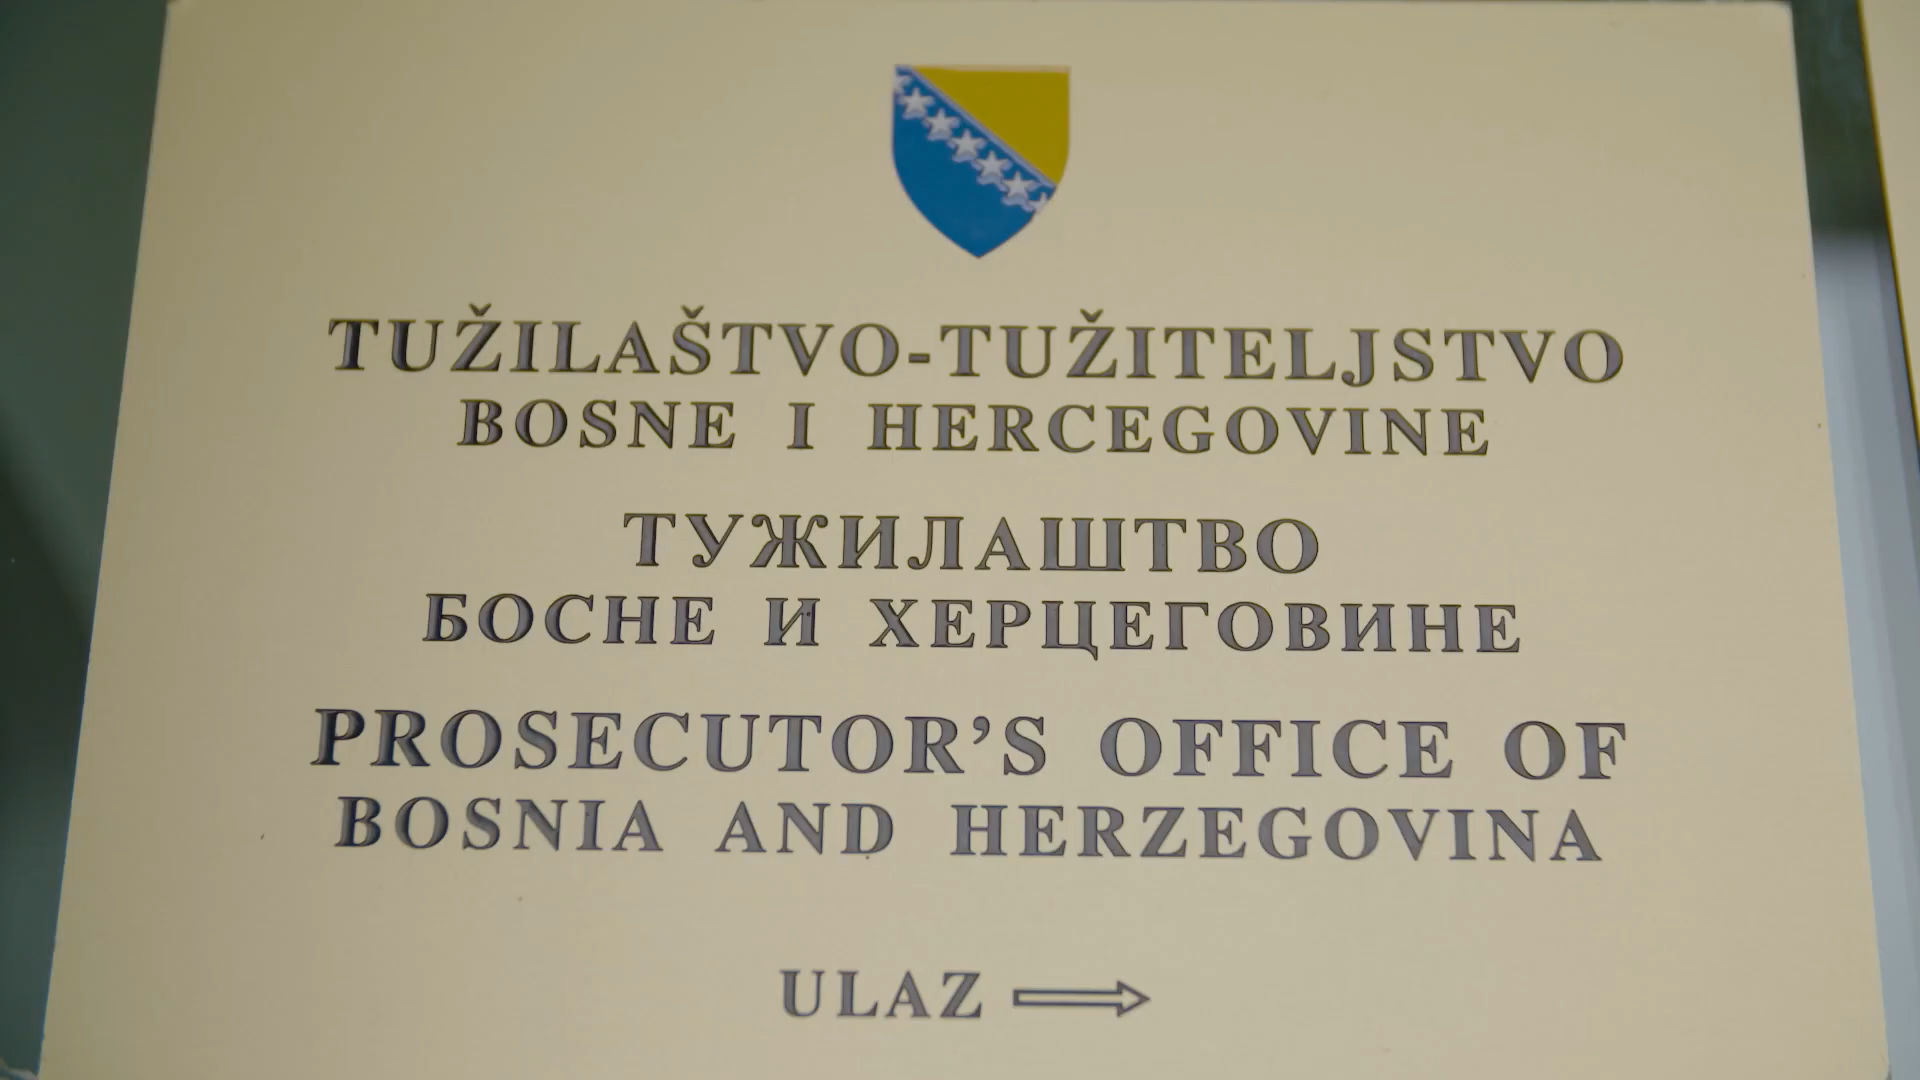 TUŽILAŠTVO-TUŽITELJSTVO
BOSNE I HERCEGOVINE
ТУЖИЛАШТВО
БОСНЕ И ХЕРЦЕГОВИНЕ
PROSECUTOR’S OFFICE OF
BOSNIA AND HERZEGOVINA
ULAZ